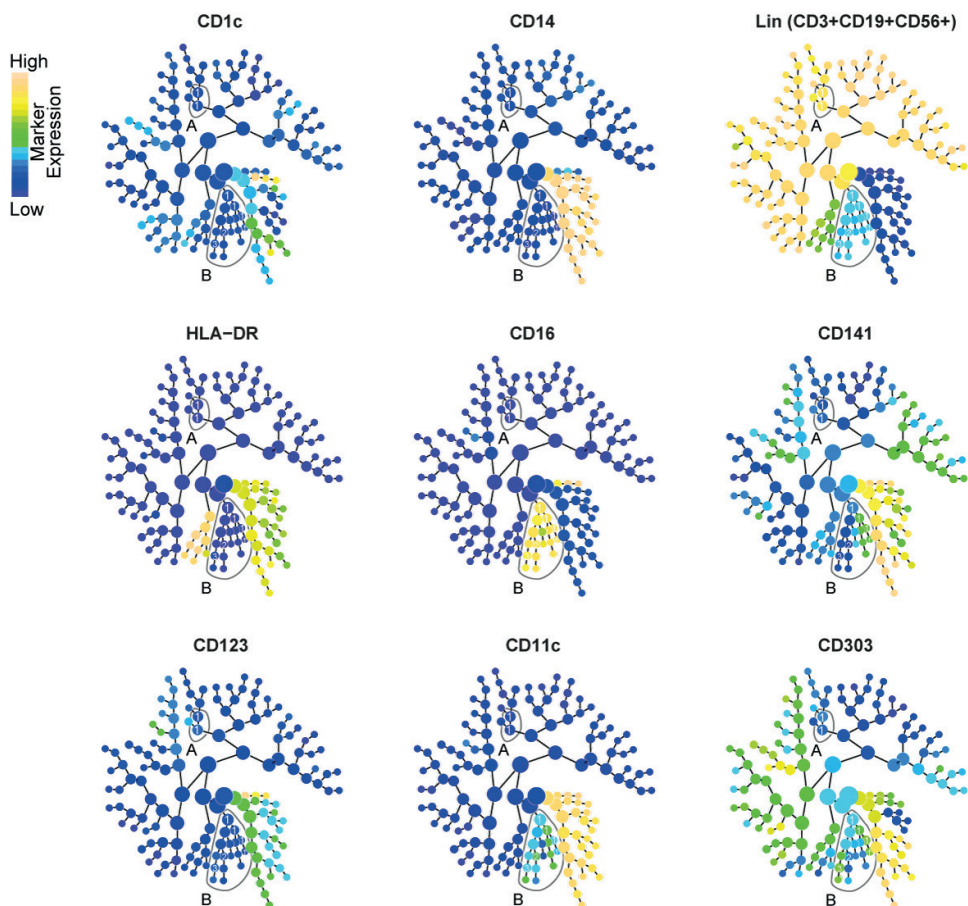 CD1c
CD14
Lin (CD3+CD19+CD56+)
High
Marker
Expression
Low
A
B
A
B
A
B
HLA−DR
CD16
CD141
A
B
A
B
A
B
CD123
CD11c
CD303
A
B
A
B
A
B